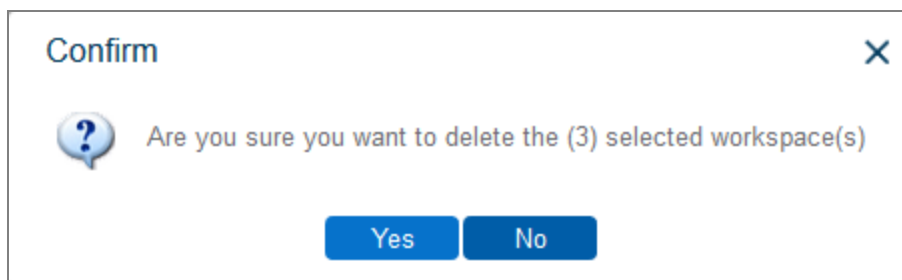 Confirm
Are you sure you want to delete the (3) selected workspace(s)
Yes No